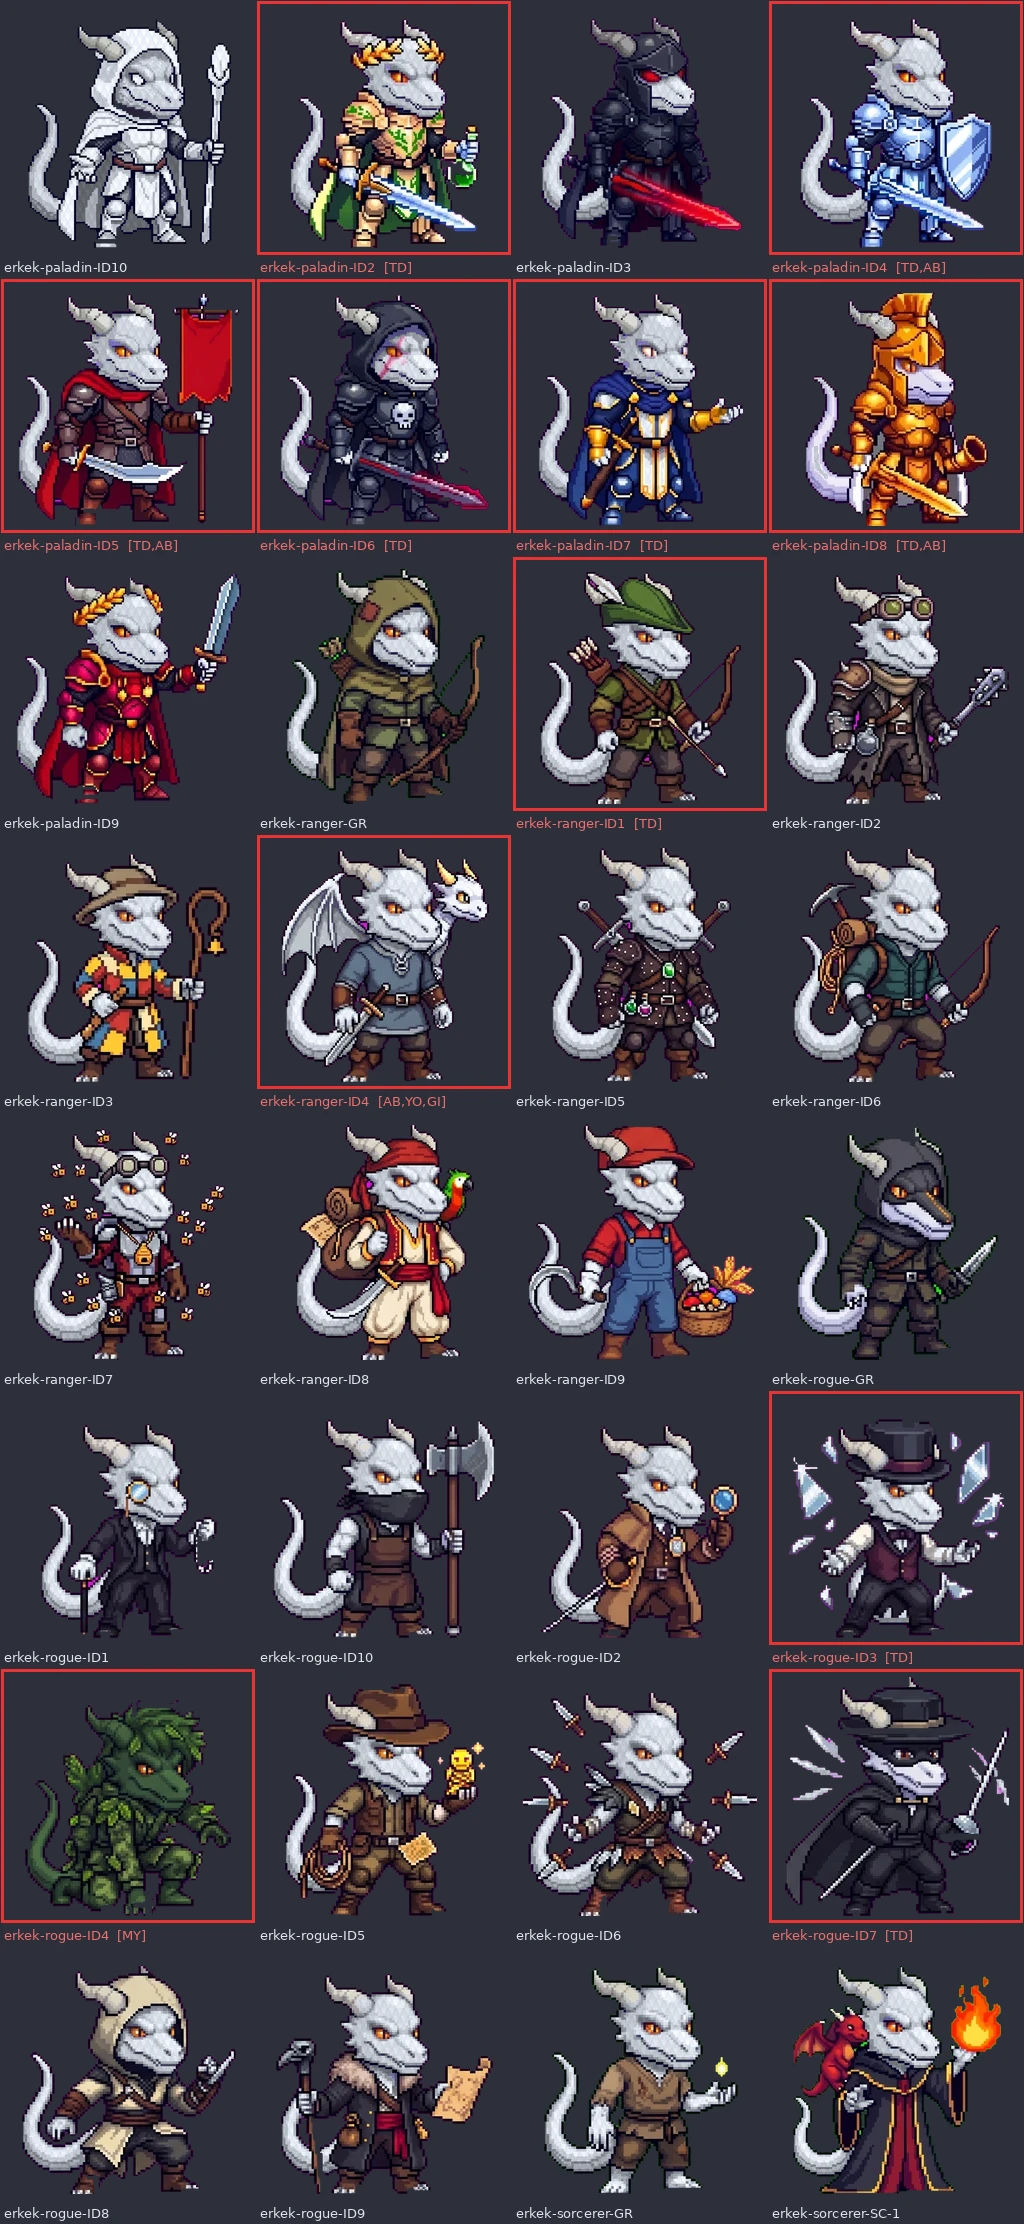 erkek-paladin-ID10
erkek-paladin-ID2 [TD]
erkek-paladin-ID3
erkek-paladin-ID4 [TD,AB]
erkek-paladin-ID5 [TD,AB]
erkek-paladin-ID6 [TD]
erkek-paladin-ID7 [TD]
erkek-paladin-ID8 [TD,AB]
erkek-paladin-ID9
erkek-ranger-GR
erkek-ranger-ID1 [TD]
erkek-ranger-ID2
erkek-ranger-ID3
erkek-ranger-ID4 [AB,YO,GI]
erkek-ranger-ID5
erkek-ranger-ID6
erkek-ranger-ID7
erkek-ranger-ID8
erkek-ranger-ID9
erkek-rogue-GR
erkek-rogue-ID1
erkek-rogue-ID10
erkek-rogue-ID2
erkek-rogue-ID3 [TD]
erkek-rogue-ID4 [MY]
erkek-rogue-ID5
erkek-rogue-ID6
erkek-rogue-ID7 [TD]
erkek-rogue-ID8
erkek-rogue-ID9
erkek-sorcerer-GR
erkek-sorcerer-SC-1